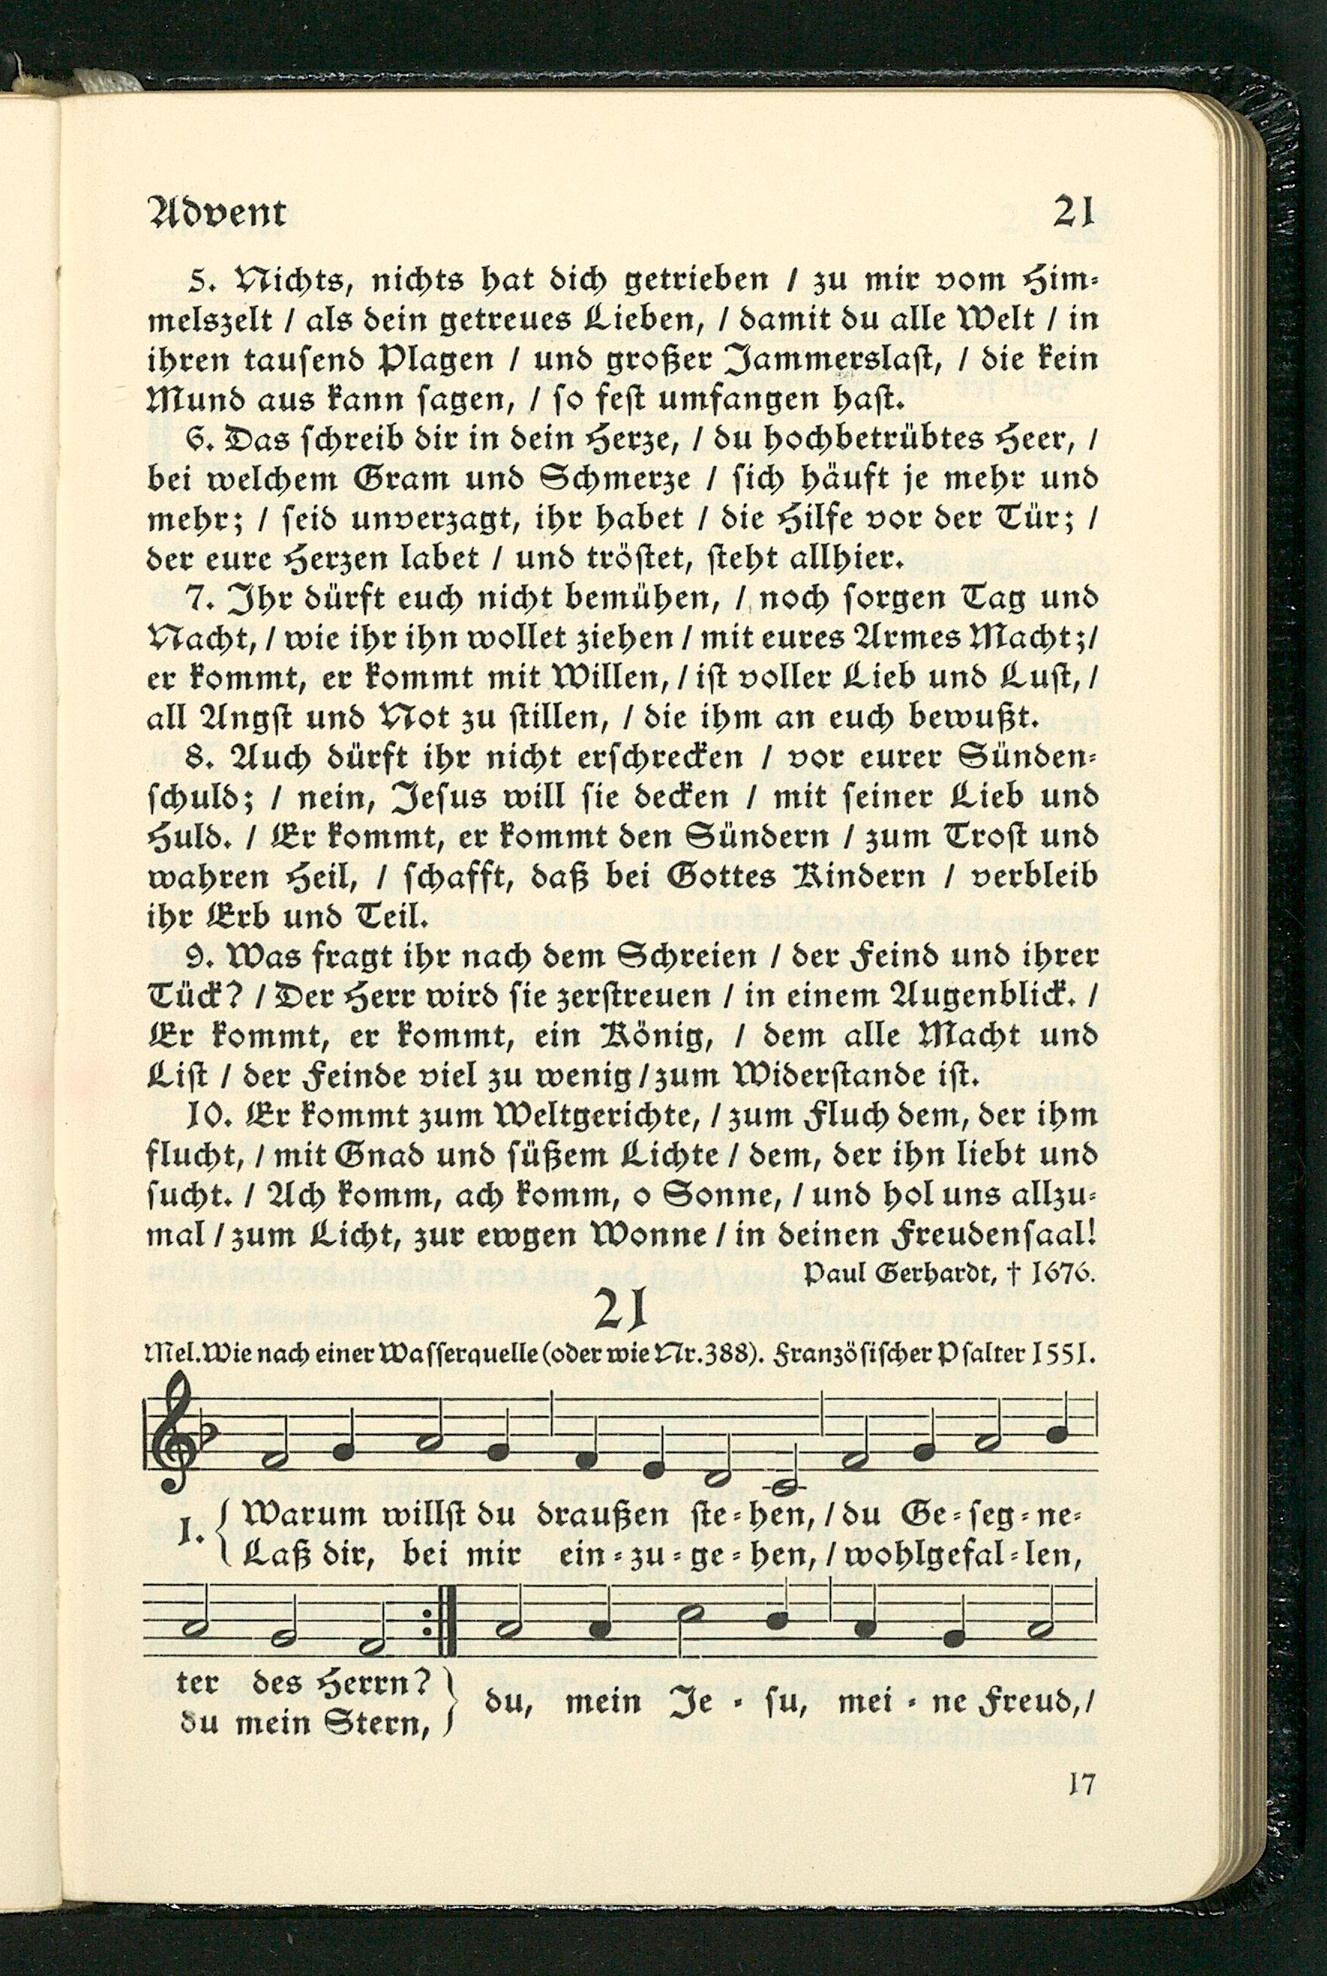 Advent 21
5. Nichts, nichts hat dich getrieben / zu mir vom Him-
melszelt / als dein getreues Lieben, / damit du alle Welt / in
ihren tausend Plagen / und großer Jammerslast, / die kein
Mund aus kann sagen, / so fest umfangen hast.
6. Das schreib dir in dein Herze, / du hochbetrübtes Heer, /
bei welchem Gram und Schmerze / sich häuft je mehr und
mehr; / seid unverzagt, ihr habet / die Hilfe vor der Tür; /
der eure Herzen labet / und tröstet, steht allhier.
7. Ihr dürft euch nicht bemühen, / noch sorgen Tag und
Nacht, / wie ihr ihn wollet ziehen / mit eures Armes Macht; /
er kommt, er kommt mit Willen, / ist voller Lieb und Lust, /
all Angst und Not zu stillen, / die ihm an euch bewußt.
8. Auch dürft ihr nicht erschrecken / vor eurer Sünden-
schuld; / nein, Jesus will sie decken / mit seiner Lieb und
Huld. / Er kommt, er kommt den Sündern / zum Trost und
wahren Heil, / schafft, daß bei Gottes Kindern / verbleib
ihr Erb und Teil.
9. Was fragt ihr nach dem Schreien / der Feind und ihrer
Tück? / Der Herr wird sie zerstreuen / in einem Augenblick. /
Er kommt, er kommt, ein König, / dem alle Macht und
List / der Feinde viel zu wenig / zum Widerstande ist.
10. Er kommt zum Weltgerichte, / zum Fluch dem, der ihm
flucht, / mit Gnad und süßem Lichte / dem, der ihn liebt und
sucht. / Ach komm, ach komm, o Sonne, / und hol uns allzu-
mal / zum Licht, zur ewgen Wonne / in deinen Freudensaal!
Paul Gerhardt, † 1676.
21
Mel. Wie nach einer Wasserquelle (oder wie Nr. 388). Französischer Psalter 1551.
1. { Warum willst du draußen ste-hen, / du Ge-seg-ne-
Laß dir, bei mir ein-zu-ge-hen, / wohlgefal-len,
ter des Herrn? }
du mein Stern,
du, mein Je-su, mei-ne Freud, /
17